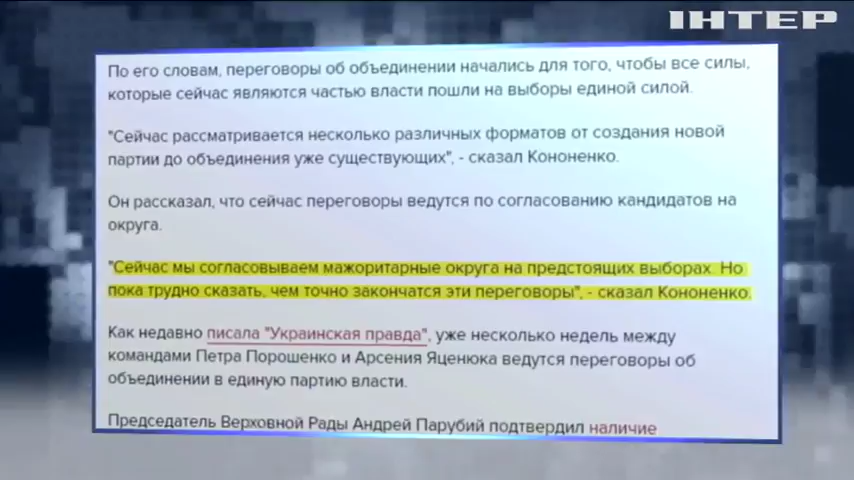 ІНТЕР
По его словам, переговоры об объединении начались для того, чтобы все силы,
которые сейчас являются частью власти пошли на выборы единой силой.
"Сейчас рассматривается несколько различных форматов от создания новой
партии до объединения уже существующих", - сказал Кононенко.
Он рассказал, что сейчас переговоры ведутся по согласованию кандидатов на
округа.
"Сейчас мы согласовываем мажоритарные округа на предстоящих выборах. Но
пока трудно сказать, чем точно закончатся эти переговоры", - сказал Кононенко.
Как недавно писала "Украинская правда", уже несколько недель между
командами Петра Порошенко и Арсения Яценюка ведутся переговоры об
объединении в единую партию власти.
Председатель Верховной Рады Андрей Парубий подтвердил наличие